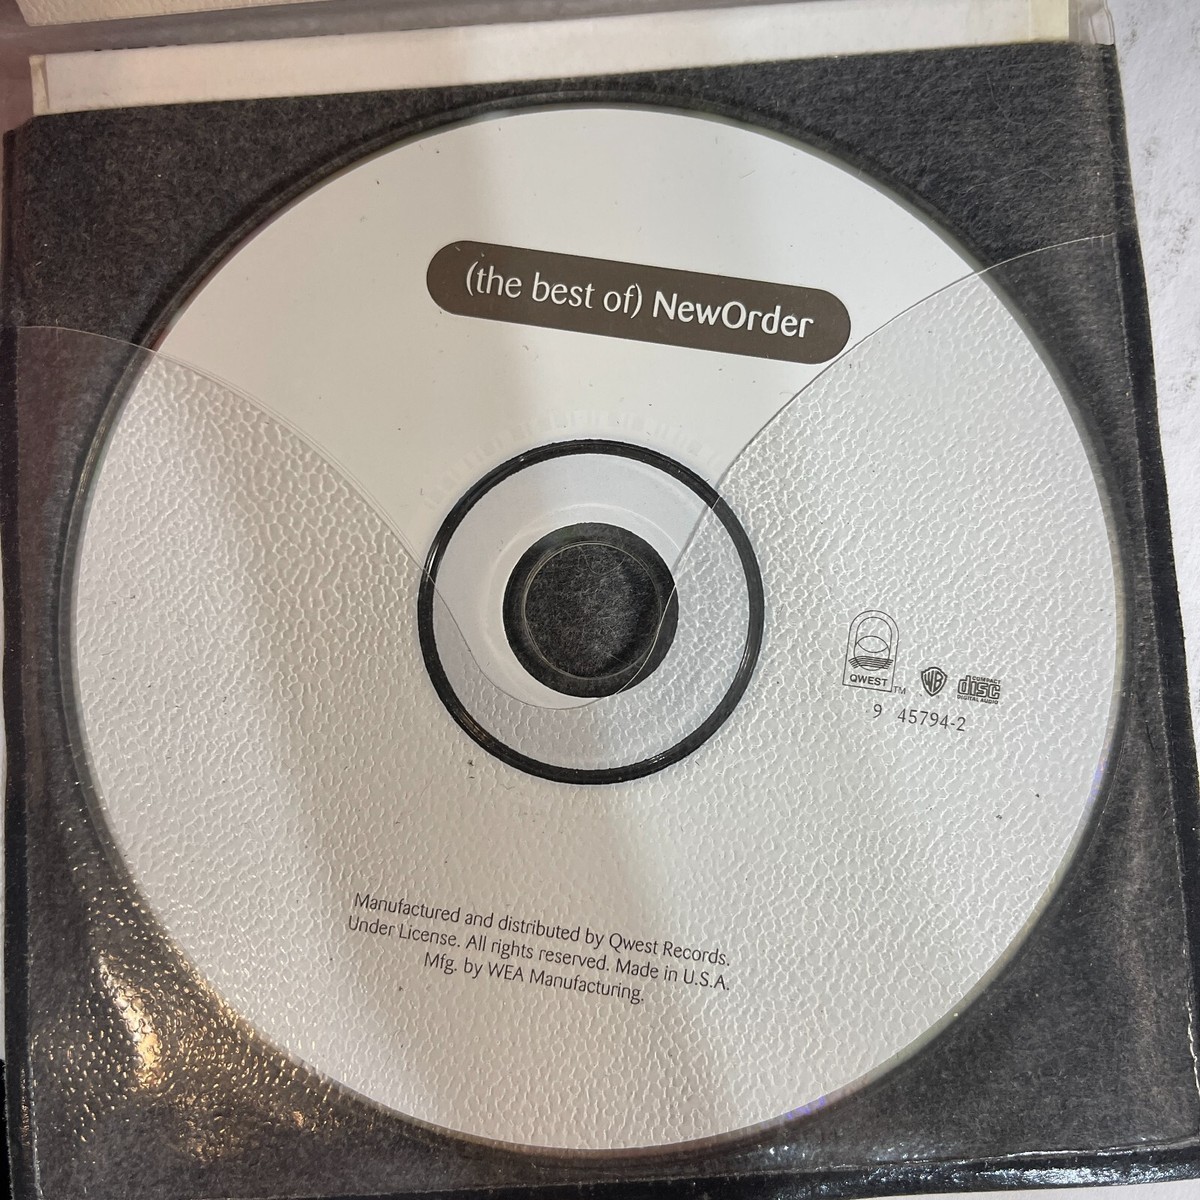 (the best of) NewOrder
QWEST
TM
WB
COMPACT
disc
DIGITAL AUDIO
9 45794-2
Manufactured and distributed by Qwest Records.
Under License. All rights reserved. Made in U.S.A.
Mfg. by WEA Manufacturing.